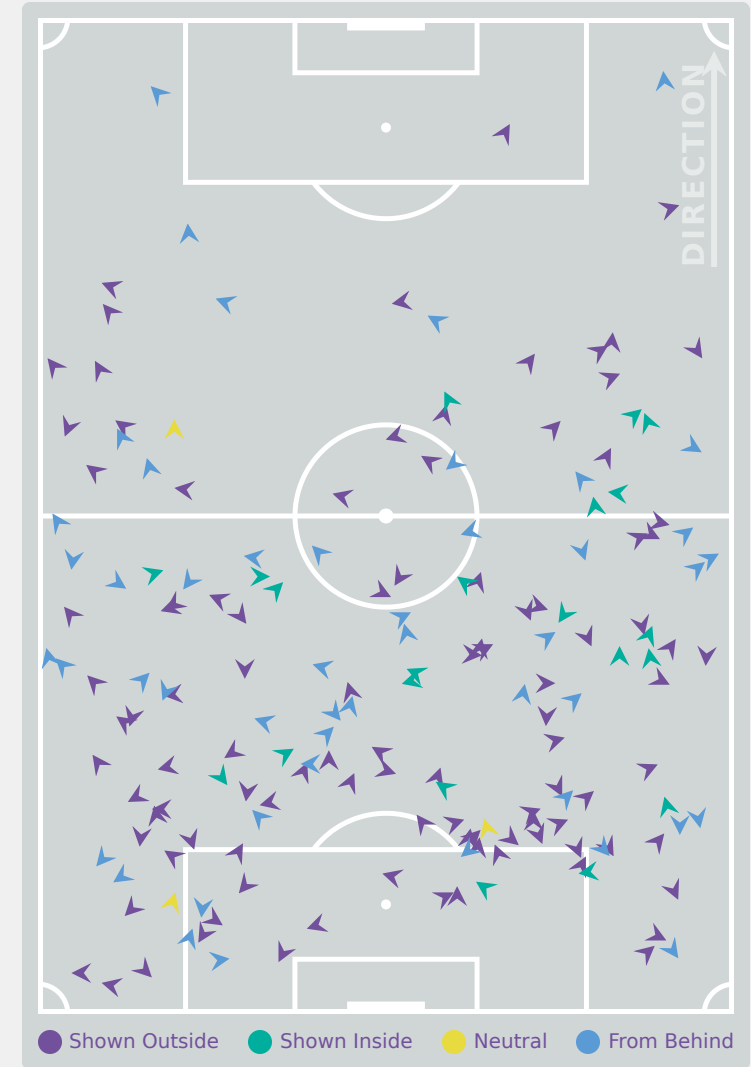 DIRECTION
Shown Outside
Shown Inside
Neutral
From Behind